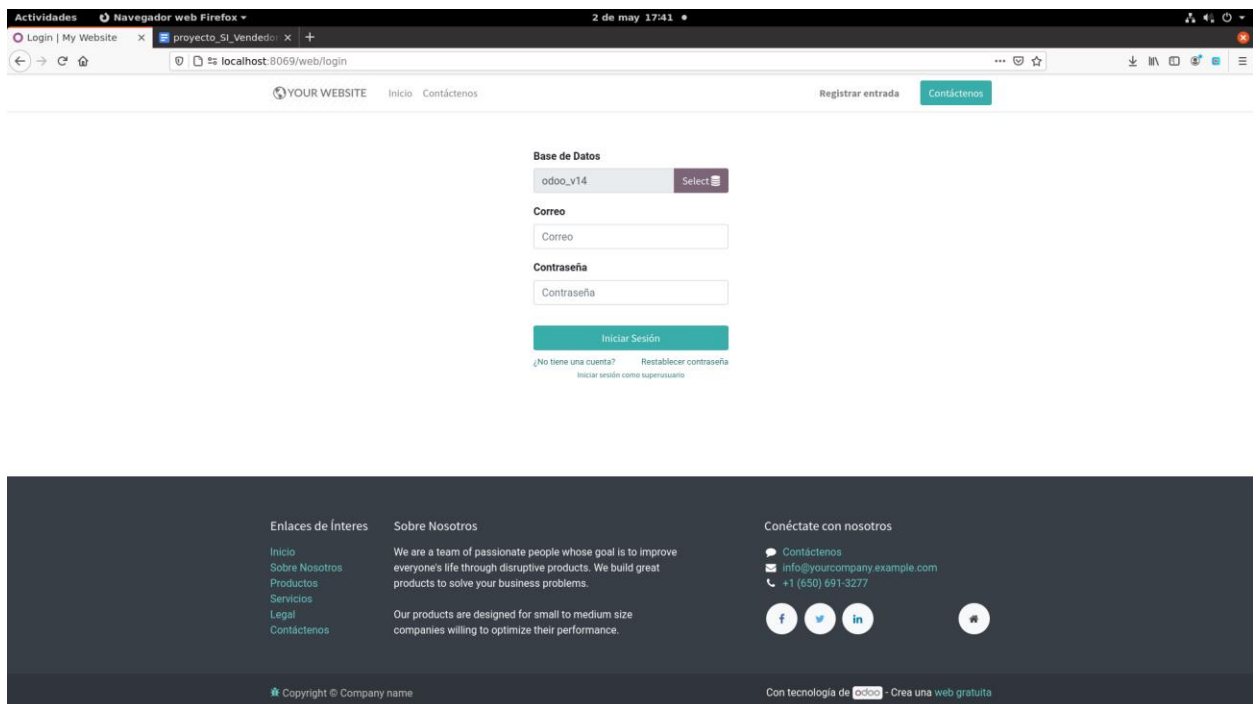 Actividades Navegador web Firefox 2 de may 17:41
Login | My Website proyecto_SI_Vendedor
localhost:8069/web/login
YOUR WEBSITE Inicio Contáctenos Registrar entrada Contáctenos
Base de Datos
odoo_v14 Select
Correo
Correo
Contraseña
Contraseña
Iniciar Sesión
¿No tiene una cuenta? Restablecer contraseña
Iniciar sesión como superusuario
Enlaces de Ínteres Sobre Nosotros Conéctate con nosotros
Inicio We are a team of passionate people whose goal is to improve Contáctenos
Sobre Nosotros everyone's life through disruptive products. We build great info@yourcompany.example.com
Productos products to solve your business problems. +1 (650) 691-3277
Servicios
Legal Our products are designed for small to medium size
Contáctenos companies willing to optimize their performance.
Copyright © Company name Con tecnología de odoo - Crea una web gratuita